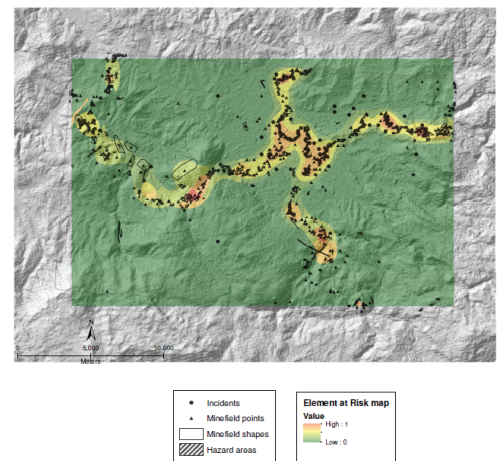 N
0 5,000 10,000
Meters
Incidents
Minefield points
Minefield shapes
Hazard areas
Element at Risk map
Value
High : 1
Low : 0